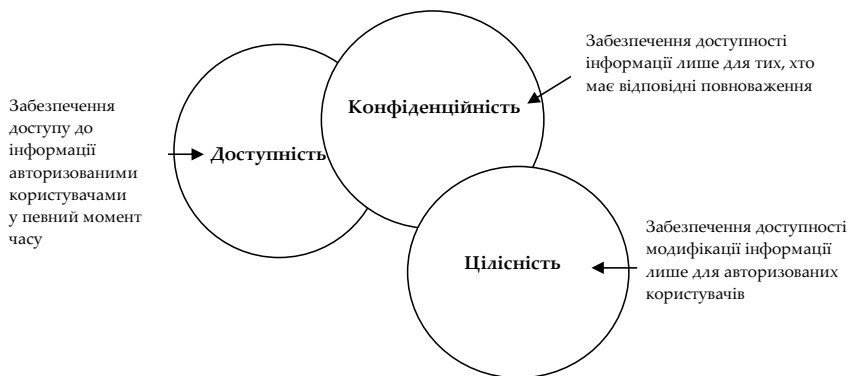 Забезпечення доступності
інформації лише для тих, хто
має відповідні повноваження
Конфіденційність
Забезпечення
доступу до
інформації
авторизованими
користувачами
у певний момент
часу
Доступність
Забезпечення доступності
модифікації інформації
лише для авторизованих
користувачів
Цілісність